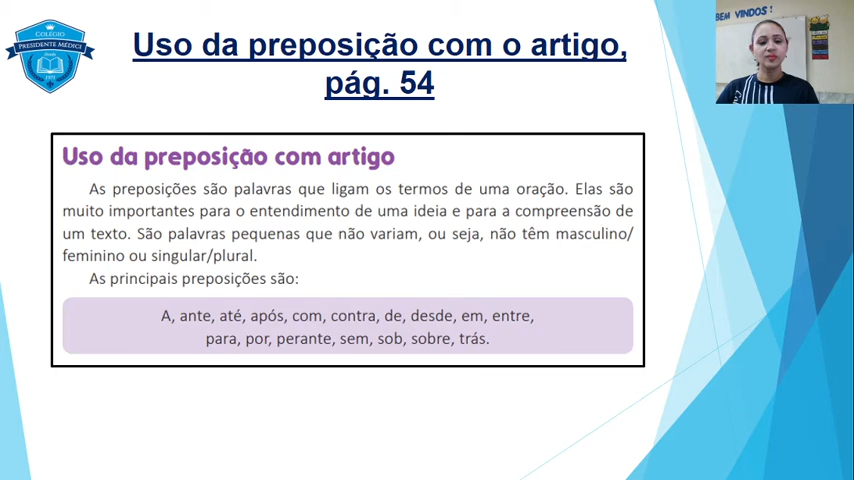 COLÉGIO
PRESIDENTE MÉDICI
1972
Uso da preposição com o artigo,
pág. 54
BEM VINDOS!
Uso da preposição com artigo
As preposições são palavras que ligam os termos de uma oração. Elas são
muito importantes para o entendimento de uma ideia e para a compreensão de
um texto. São palavras pequenas que não variam, ou seja, não têm masculino/
feminino ou singular/plural.
As principais preposições são:
A, ante, até, após, com, contra, de, desde, em, entre,
para, por, perante, sem, sob, sobre, trás.